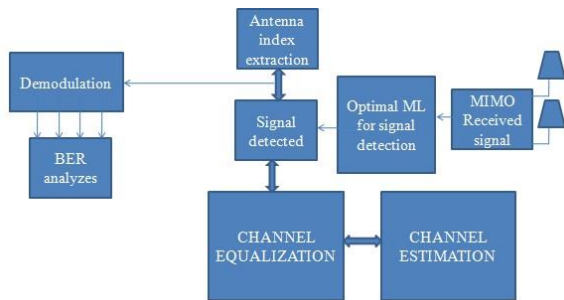 Antenna
index
extraction
Demodulation
Optimal ML
for signal
detection
MIMO
Received
signal
Signal
detected
BER
analyzes
CHANNEL
EQUALIZATION
CHANNEL
ESTIMATION